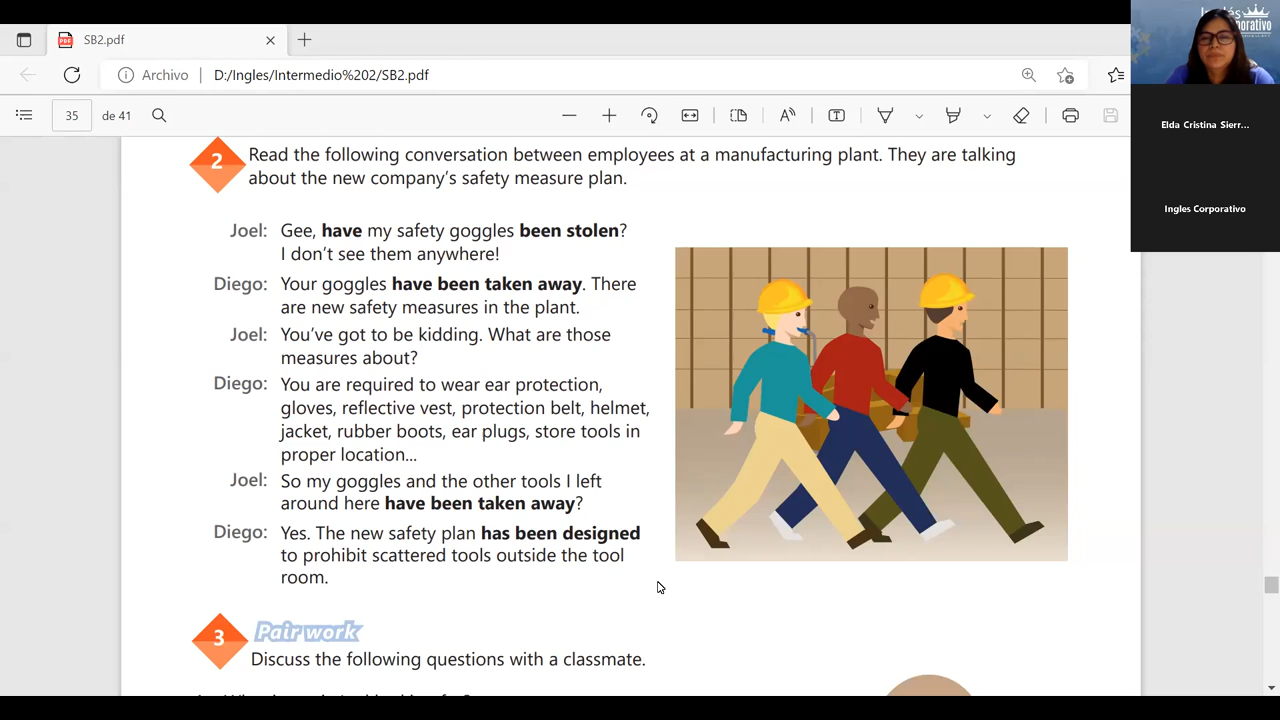 SB2.pdf
Archivo
D:/Ingles/Intermedio%202/SB2.pdf
35
de 41
Elda Cristina Sierr...
Ingles Corporativo
2
Read the following conversation between employees at a manufacturing plant. They are talking
about the new company's safety measure plan.
Joel: Gee, have my safety goggles been stolen?
I don't see them anywhere!
Diego: Your goggles have been taken away. There
are new safety measures in the plant.
Joel: You've got to be kidding. What are those
measures about?
Diego: You are required to wear ear protection,
gloves, reflective vest, protection belt, helmet,
jacket, rubber boots, ear plugs, store tools in
proper location...
Joel: So my goggles and the other tools I left
around here have been taken away?
Diego: Yes. The new safety plan has been designed
to prohibit scattered tools outside the tool
room.
3
Pair work
Discuss the following questions with a classmate.